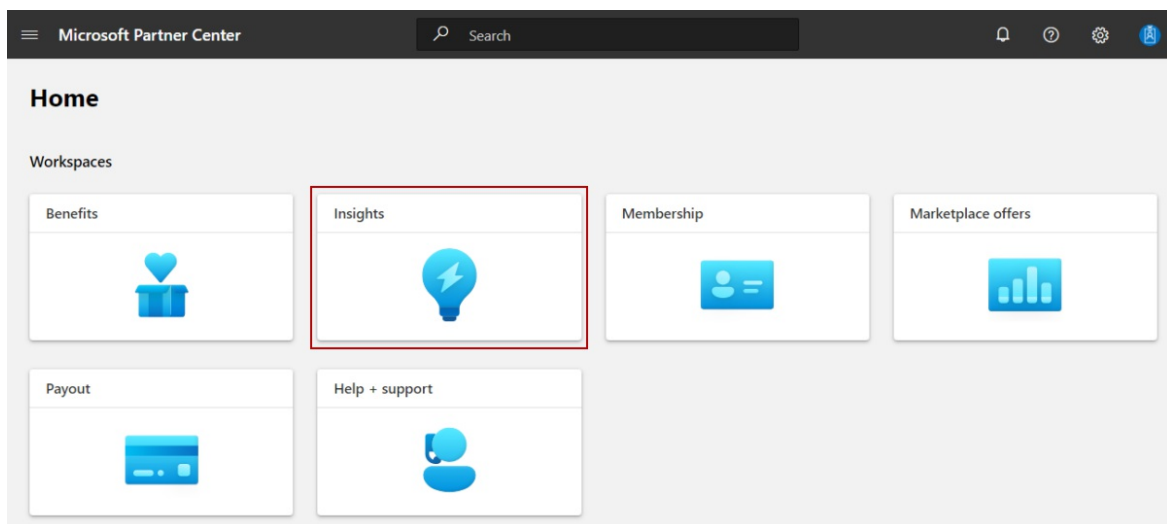 Microsoft Partner Center
Search
Home
Workspaces
Benefits
Insights
Membership
Marketplace offers
Payout
Help + support